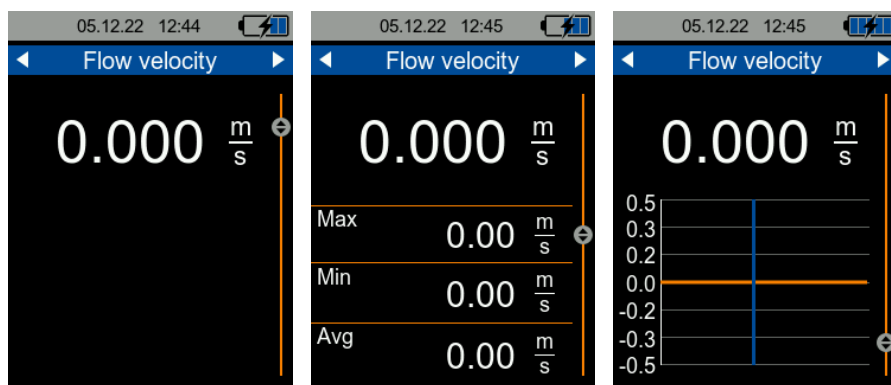 05.12.22 12:44
Flow velocity
0.000 m/s
05.12.22 12:45
Flow velocity
0.000 m/s
Max
0.00 m/s
Min
0.00 m/s
Avg
0.00 m/s
05.12.22 12:45
Flow velocity
0.000 m/s
0.5
0.3
0.2
0.0
-0.2
-0.3
-0.5